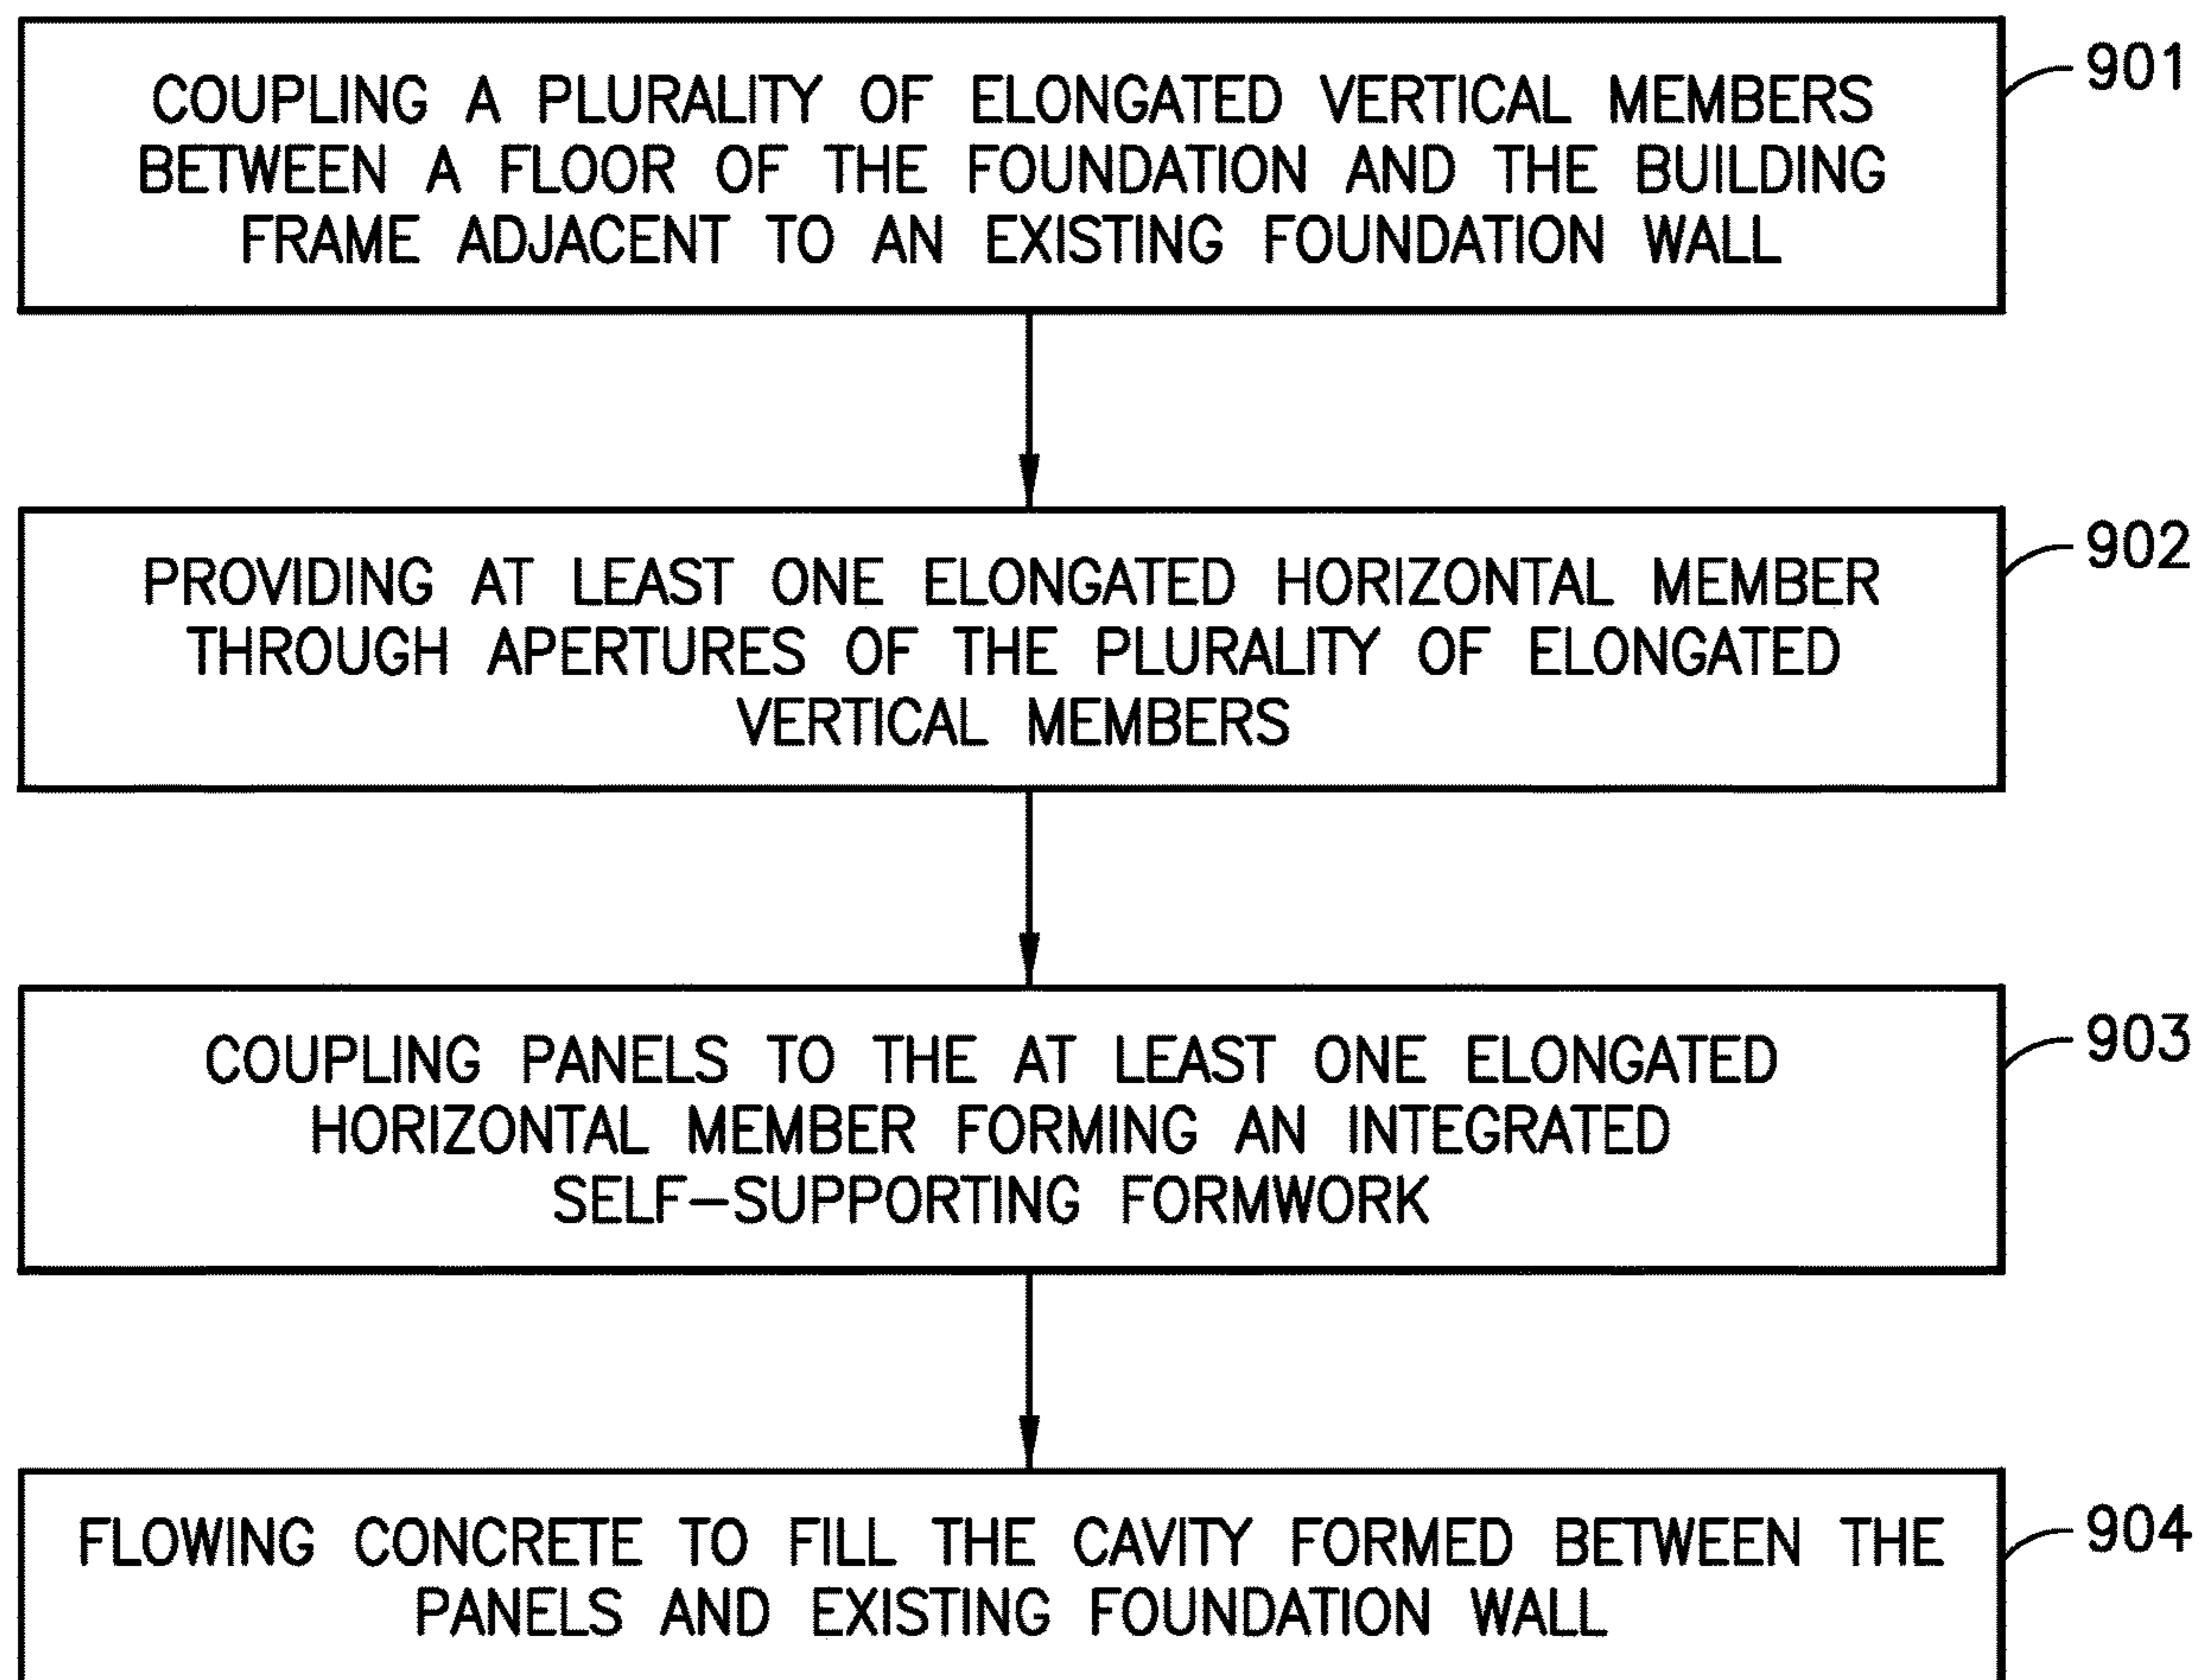 COUPLING A PLURALITY OF ELONGATED VERTICAL MEMBERS
BETWEEN A FLOOR OF THE FOUNDATION AND THE BUILDING
FRAME ADJACENT TO AN EXISTING FOUNDATION WALL
901
PROVIDING AT LEAST ONE ELONGATED HORIZONTAL MEMBER
THROUGH APERTURES OF THE PLURALITY OF ELONGATED
VERTICAL MEMBERS
902
COUPLING PANELS TO THE AT LEAST ONE ELONGATED
HORIZONTAL MEMBER FORMING AN INTEGRATED
SELF-SUPPORTING FORMWORK
903
FLOWING CONCRETE TO FILL THE CAVITY FORMED BETWEEN THE
PANELS AND EXISTING FOUNDATION WALL
904